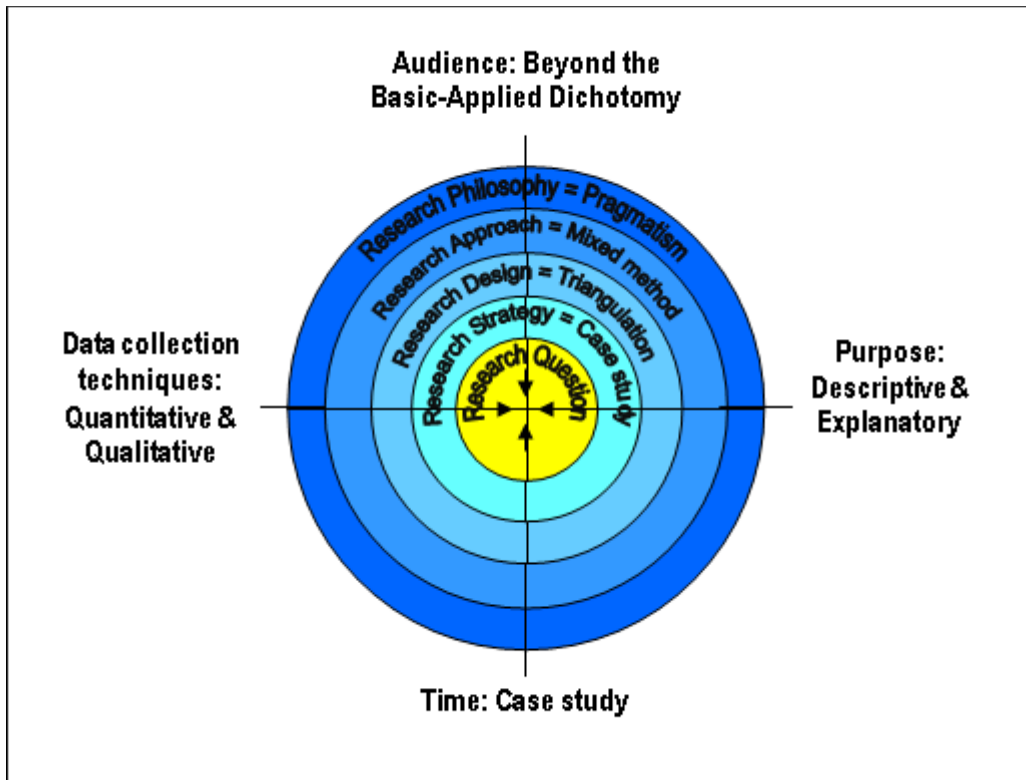 Audience: Beyond the
Basic-Applied Dichotomy
Research Philosophy = Pragmatism
Research Approach = Mixed method
Research Design = Triangulation
Research Strategy = Case study
Research Question
Data collection
techniques:
Quantitative &
Qualitative
Purpose:
Descriptive &
Explanatory
Time: Case study